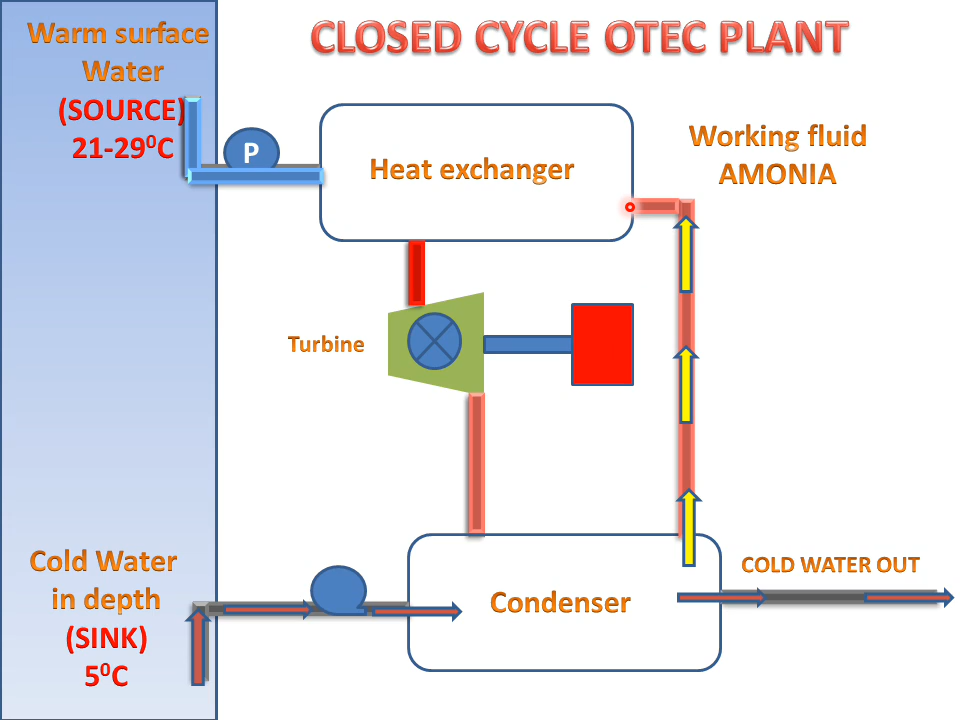 CLOSED CYCLE OTEC PLANT
Warm surface
Water
(SOURCE)
21-29⁰C
P
Heat exchanger
Working fluid
AMONIA
Turbine
Cold Water
in depth
(SINK)
5⁰C
Condenser
COLD WATER OUT